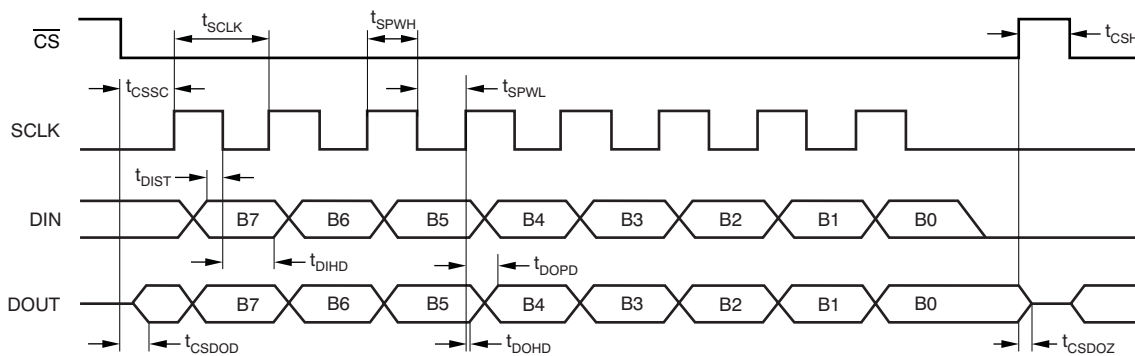 tSCLK
tSPWH
CS
tCSH
tCSSC
tSPWL
SCLK
tDIST
DIN B7 B6 B5 B4 B3 B2 B1 B0
tDIHD
tDOPD
DOUT B7 B6 B5 B4 B3 B2 B1 B0
tCSDOD
tDOHD
tCSDOZ